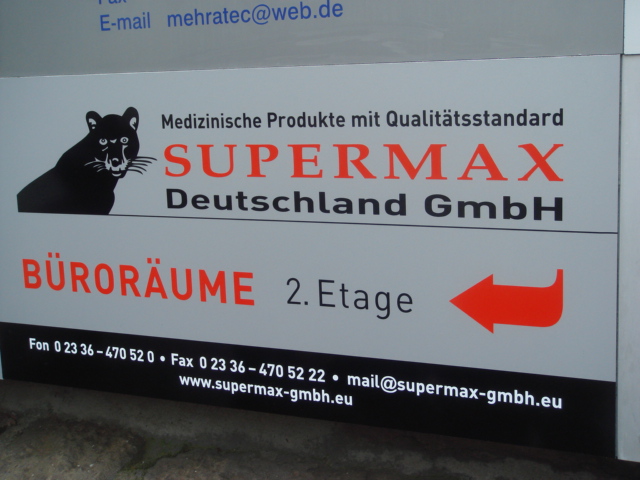 E-mail mehratec@web.de
Medizinische Produkte mit Qualitätsstandard
SUPERMAX
Deutschland GmbH
BÜRORÄUME 2. Etage
Fon 0 23 36 – 470 52 0 • Fax 0 23 36 – 470 52 22 • mail@supermax-gmbh.eu
www.supermax-gmbh.eu